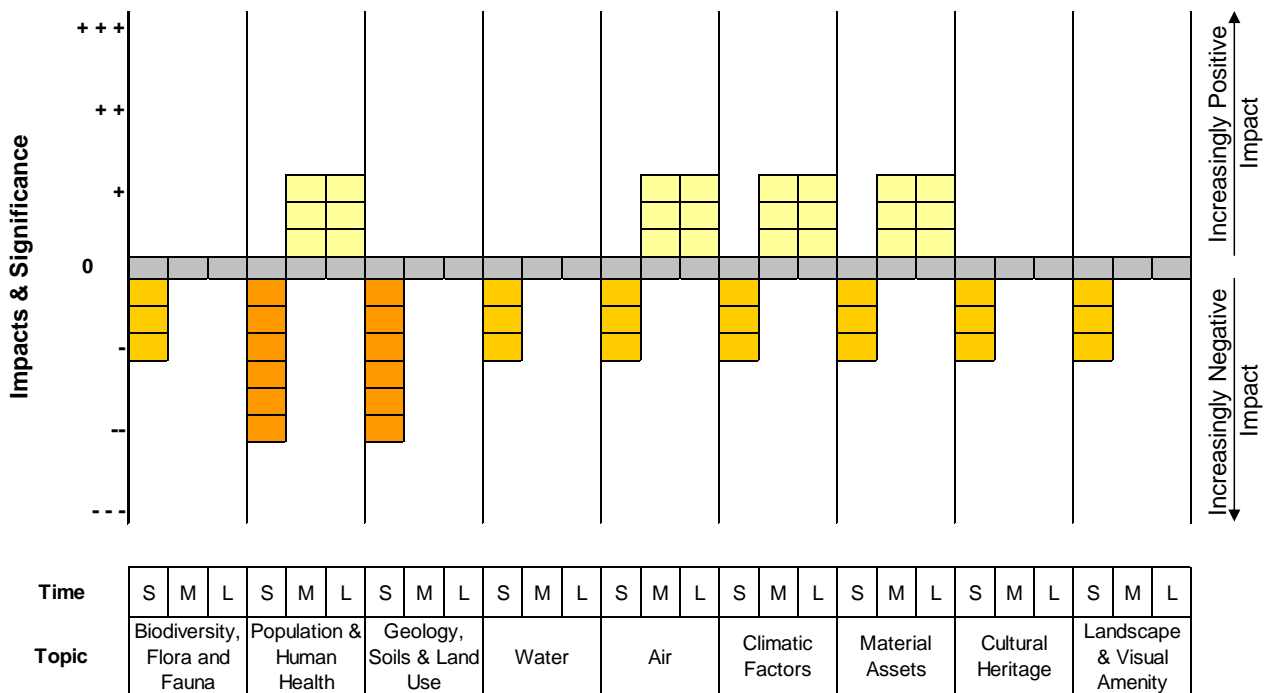 + + +
+ +
+
0
-
--
- - -
Impacts & Significance
Increasingly Positive
Impact
Increasingly Negative
Impact
Time S M L S M L S M L S M L S M L S M L S M L S M L S M L
Topic
Biodiversity,
Flora and
Fauna
Population &
Human
Health
Geology,
Soils & Land
Use
Water
Air
Climatic
Factors
Material
Assets
Cultural
Heritage
Landscape
& Visual
Amenity